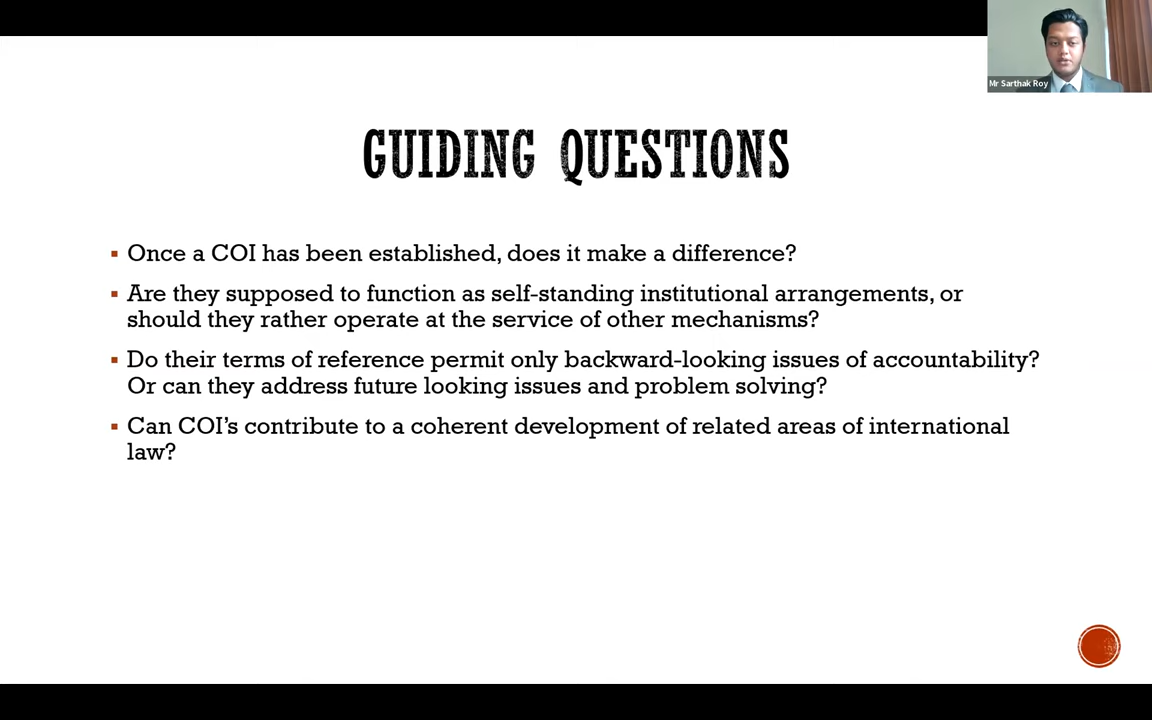 Mr Sarthak Roy
GUIDING QUESTIONS
▪ Once a COI has been established, does it make a difference?
▪ Are they supposed to function as self-standing institutional arrangements, or
should they rather operate at the service of other mechanisms?
▪ Do their terms of reference permit only backward-looking issues of accountability?
Or can they address future looking issues and problem solving?
▪ Can COI’s contribute to a coherent development of related areas of international
law?